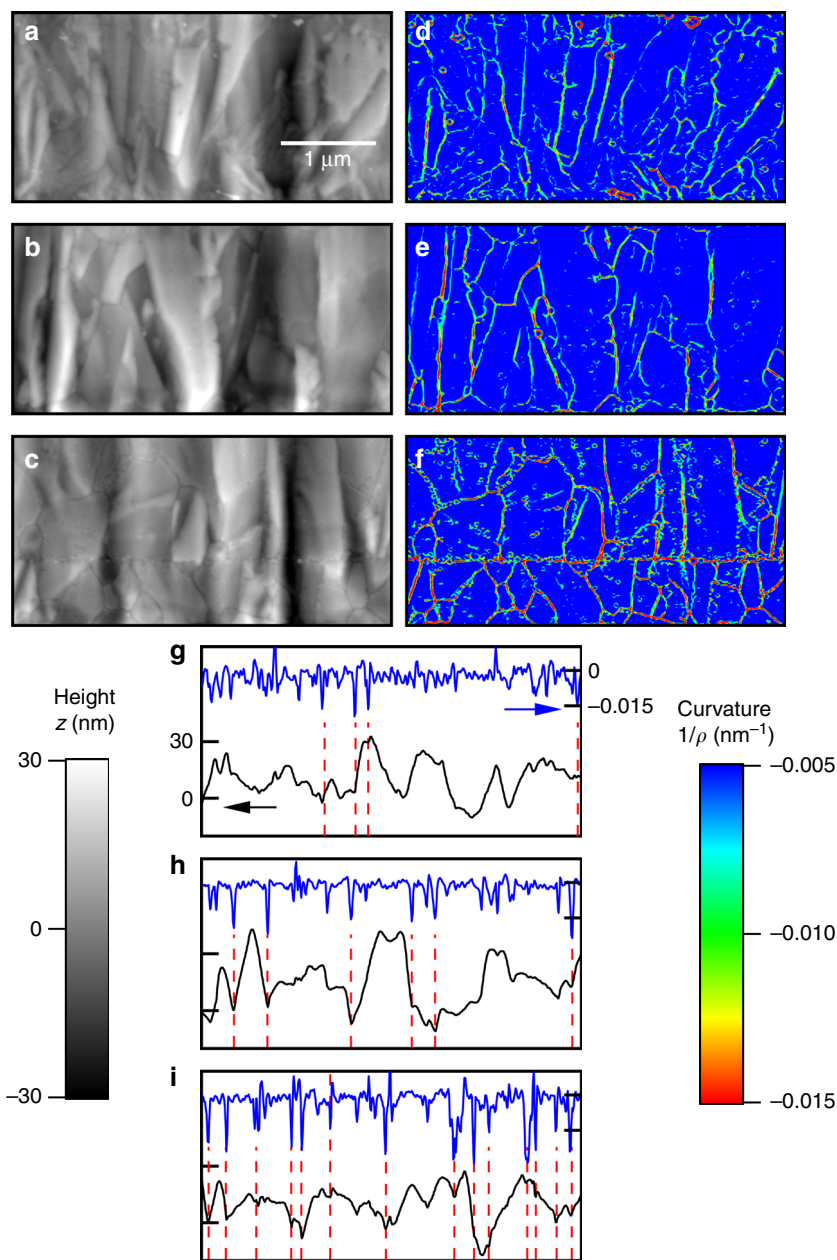 a
1 μm
d
b
e
c
f
g
0
−0.015
30
0
Height
z (nm)
30
0
−30
h
i
Curvature
1/ρ (nm−1)
−0.005
−0.010
−0.015